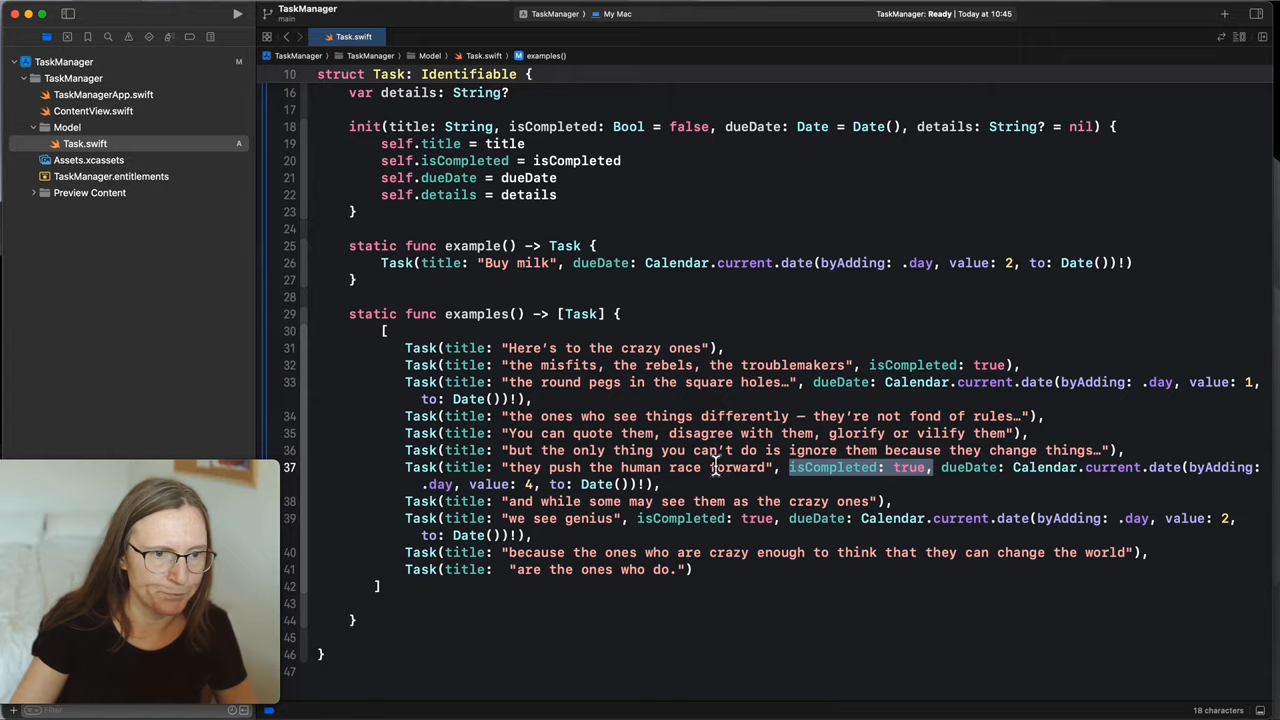 TaskManager
main
TaskManager 〉 My Mac
TaskManager: Ready | Today at 10:45
Task.swift
TaskManager 〉 TaskManager 〉 Model 〉 Task.swift 〉 M examples()
TaskManager M
TaskManager
TaskManagerApp.swift
ContentView.swift
Model
Task.swift A
Assets.xcassets
TaskManager.entitlements
Preview Content
10 struct Task: Identifiable {
16 var details: String?
17
18 init(title: String, isCompleted: Bool = false, dueDate: Date = Date(), details: String? = nil) {
19 self.title = title
20 self.isCompleted = isCompleted
21 self.dueDate = dueDate
22 self.details = details
23 }
24
25 static func example() -> Task {
26 Task(title: "Buy milk", dueDate: Calendar.current.date(byAdding: .day, value: 2, to: Date())!)
27 }
28
29 static func examples() -> [Task] {
30 [
31 Task(title: "Here’s to the crazy ones"),
32 Task(title: "the misfits, the rebels, the troublemakers", isCompleted: true),
33 Task(title: "the round pegs in the square holes…", dueDate: Calendar.current.date(byAdding: .day, value: 1,
to: Date())!),
34 Task(title: "the ones who see things differently — they’re not fond of rules…"),
35 Task(title: "You can quote them, disagree with them, glorify or vilify them"),
36 Task(title: "but the only thing you can’t do is ignore them because they change things…"),
37 Task(title: "they push the human race forward", isCompleted: true, dueDate: Calendar.current.date(byAdding:
.day, value: 4, to: Date())!),
38 Task(title: "and while some may see them as the crazy ones"),
39 Task(title: "we see genius", isCompleted: true, dueDate: Calendar.current.date(byAdding: .day, value: 2,
to: Date())!),
40 Task(title: "because the ones who are crazy enough to think that they can change the world"),
41 Task(title: "are the ones who do.")
42 ]
43
44 }
45
46 }
47
Filter
18 characters